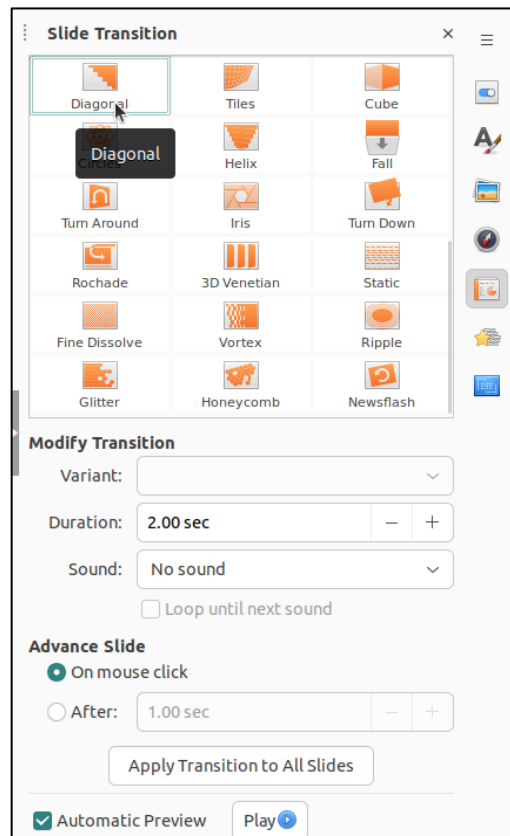 Slide Transition
Diagonal Tiles Cube
Diagonal
Circles Helix Fall
Turn Around Iris Turn Down
Rochade 3D Venetian Static
Fine Dissolve Vortex Ripple
Glitter Honeycomb Newsflash
Modify Transition
Variant:
Duration: 2.00 sec
Sound: No sound
Loop until next sound
Advance Slide
On mouse click
After: 1.00 sec
Apply Transition to All Slides
Automatic Preview Play